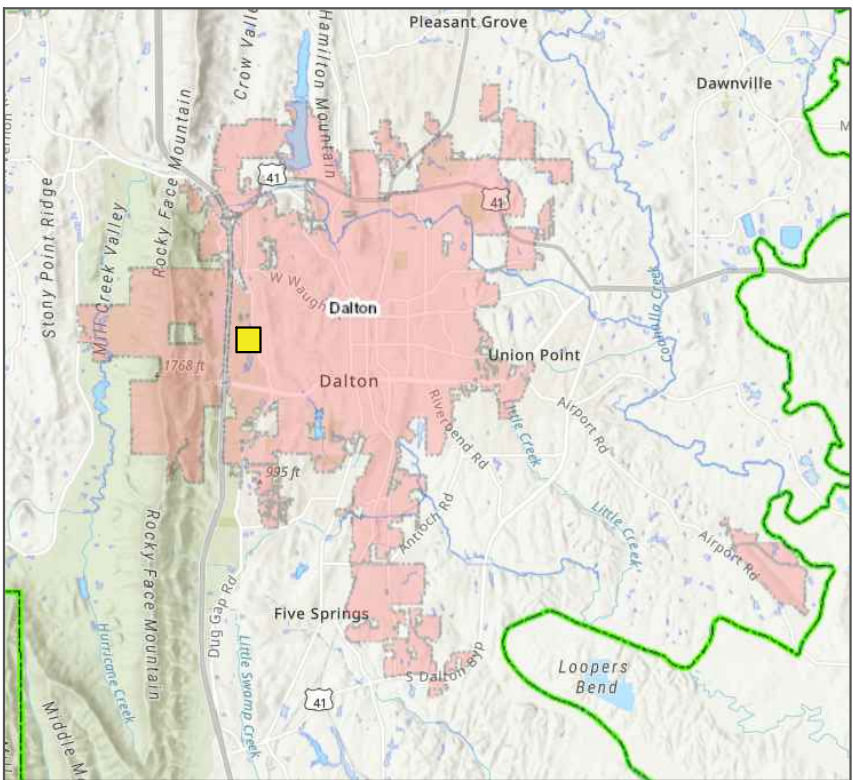 Pleasant Grove
Crow Valle
Hamilton Mountain
Dawnville
Vernon
M
Rocky Face Mountain
41
41
Stony Point Ridge
Mill Creek Valley
W Waugh
Dalton
Coahulla Creek
Union Point
1768 ft
Dalton
Riverbend Rd
Little Creek
Airport Rd
995 ft
Antioch Rd
Little Creek
Airport Rd
Rocky Face Mountain
Dug Gap Rd
Five Springs
Hurricane Creek
Little Swamp Creek
S Dalton Byp
Loopers
Bend
41
Middle Mo